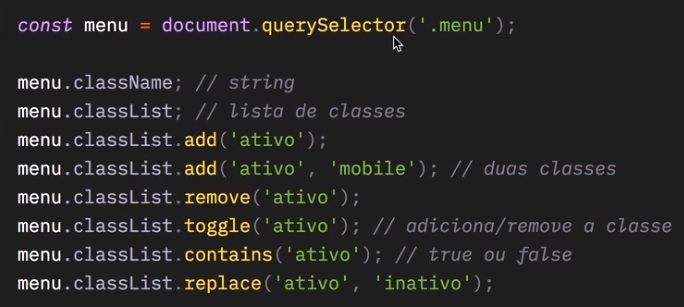 const menu = document.querySelector('.menu');
menu.className; // string
menu.classList; // lista de classes
menu.classList.add('ativo');
menu.classList.add('ativo', 'mobile'); // duas classes
menu.classList.remove('ativo');
menu.classList.toggle('ativo'); // adiciona/remove a classe
menu.classList.contains('ativo'); // true ou false
menu.classList.replace('ativo', 'inativo');